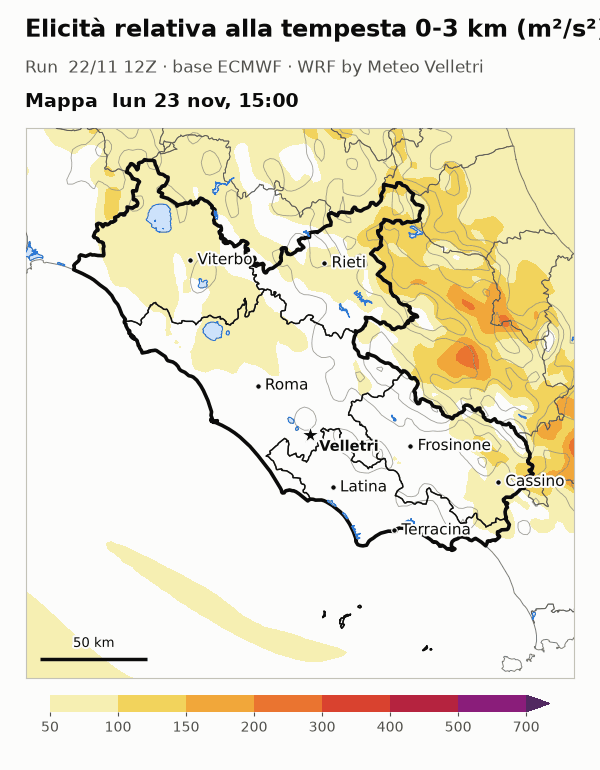 Elicità relativa alla tempesta 0-3 km (m²/s²)
Run 22/11 12Z · base ECMWF · WRF by Meteo Velletri
Mappa lun 23 nov, 15:00
Viterbo
Rieti
Roma
Velletri
Frosinone
Cassino
Latina
Terracina
50 km
50 100 150 200 300 400 500 700